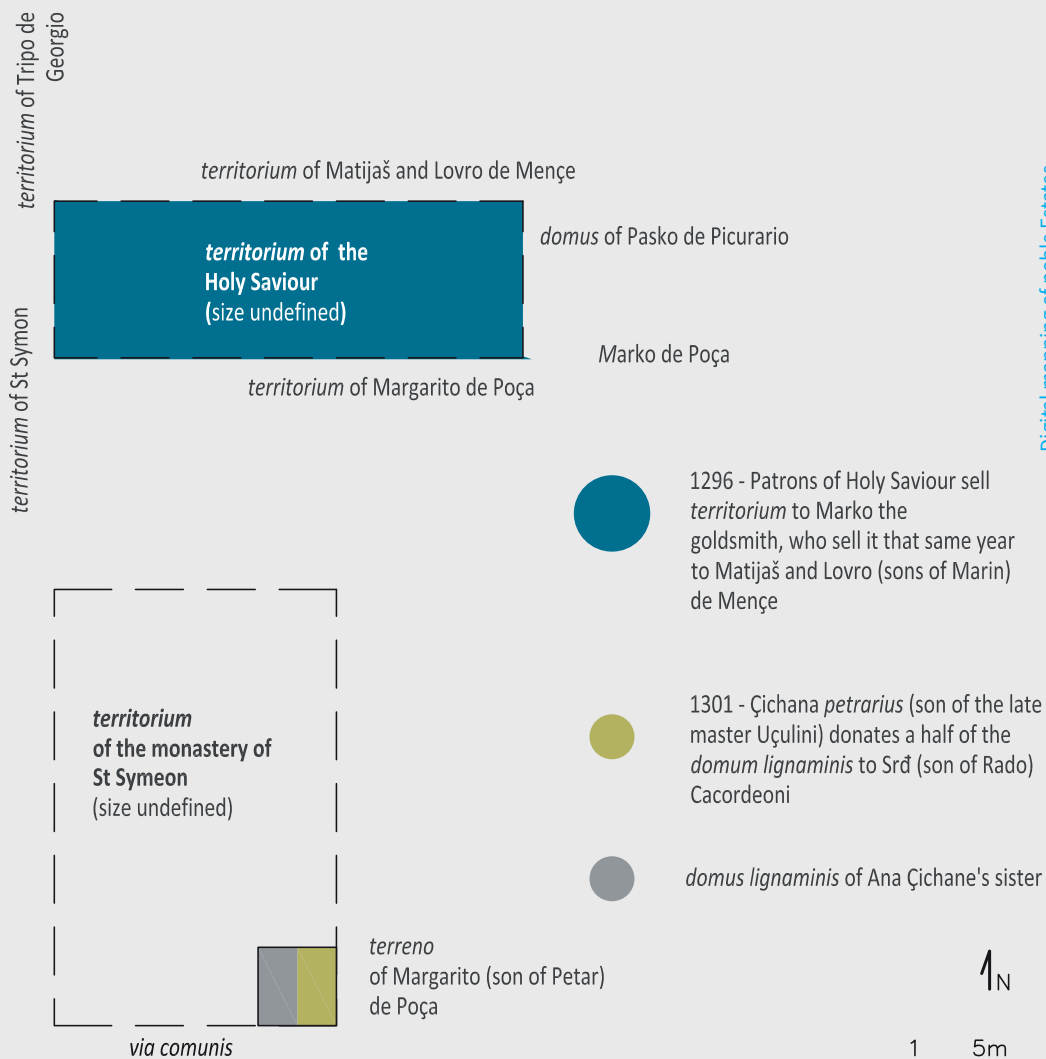 territorium of Tripo de
Georgio
territorium of Matijaš and Lovro de Mençe
domus of Pasko de Picurario
territorium of the
Holy Saviour
(size undefined)
territorium of St Symon
Marko de Poça
territorium of Margarito de Poça
1296 - Patrons of Holy Saviour sell
territorium to Marko the
goldsmith, who sell it that same year
to Matijaš and Lovro (sons of Marin)
de Mençe
territorium
of the monastery of
St Symeon
(size undefined)
1301 - Çichana petrarius (son of the late
master Uçulini) donates a half of the
domum lignaminis to Srđ (son of Rado)
Cacordeoni
domus lignaminis of Ana Çichane's sister
terreno
of Margarito (son of Petar)
de Poça
N
via comunis
1 5m